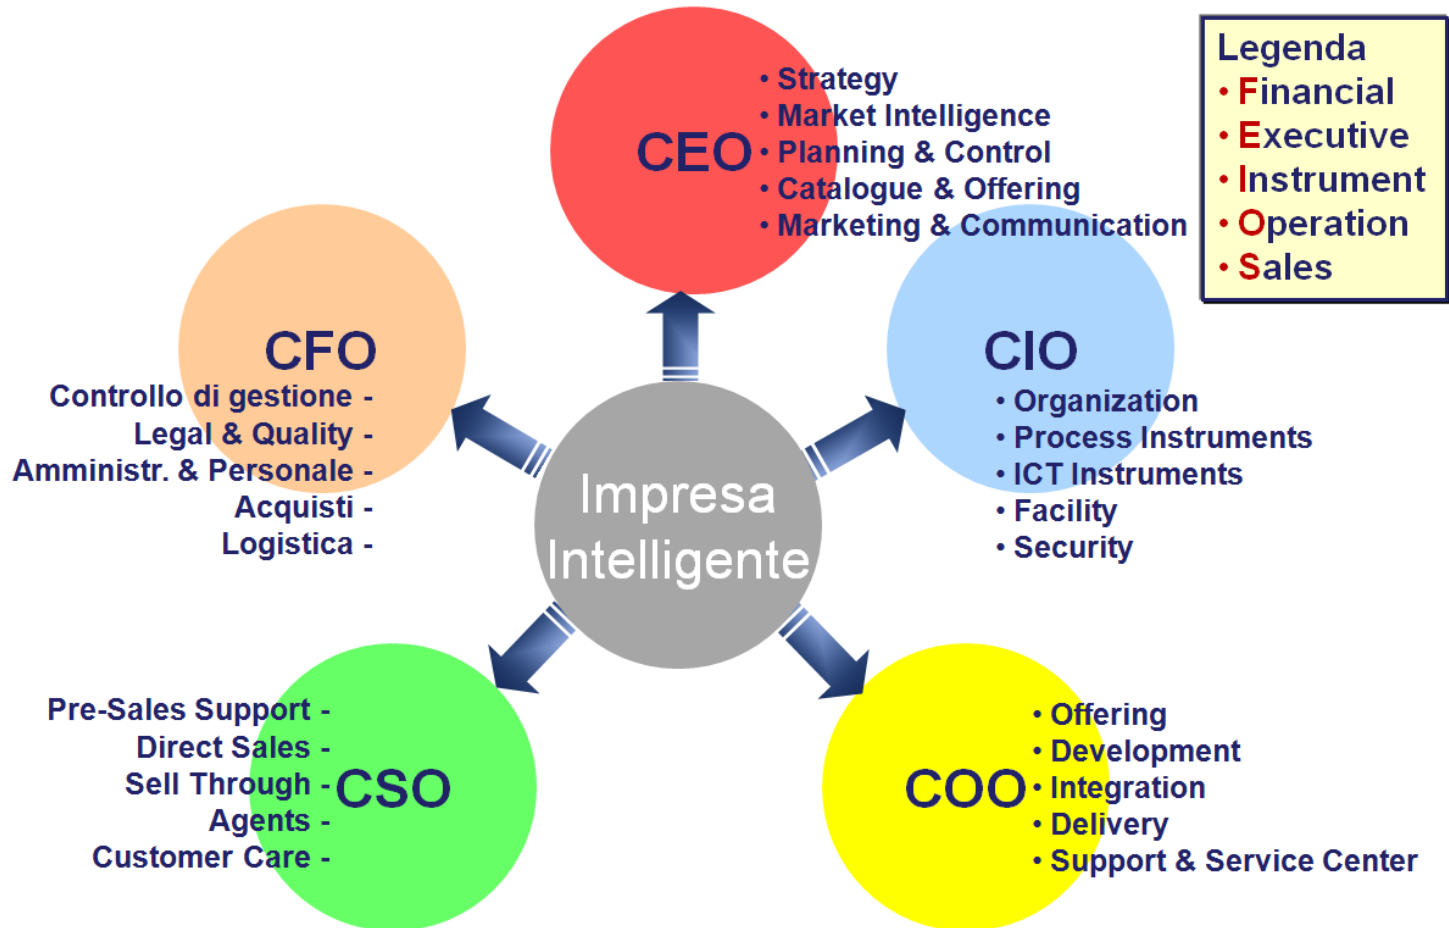 CEO
• Strategy
• Market Intelligence
• Planning & Control
• Catalogue & Offering
• Marketing & Communication
Legenda
• Financial
• Executive
• Instrument
• Operation
• Sales
CFO
Controllo di gestione -
Legal & Quality -
Amministr. & Personale -
Acquisti -
Logistica -
CIO
• Organization
• Process Instruments
• ICT Instruments
• Facility
• Security
Impresa
Intelligente
CSO
Pre-Sales Support -
Direct Sales -
Sell Through -
Agents -
Customer Care -
COO
• Offering
• Development
• Integration
• Delivery
• Support & Service Center